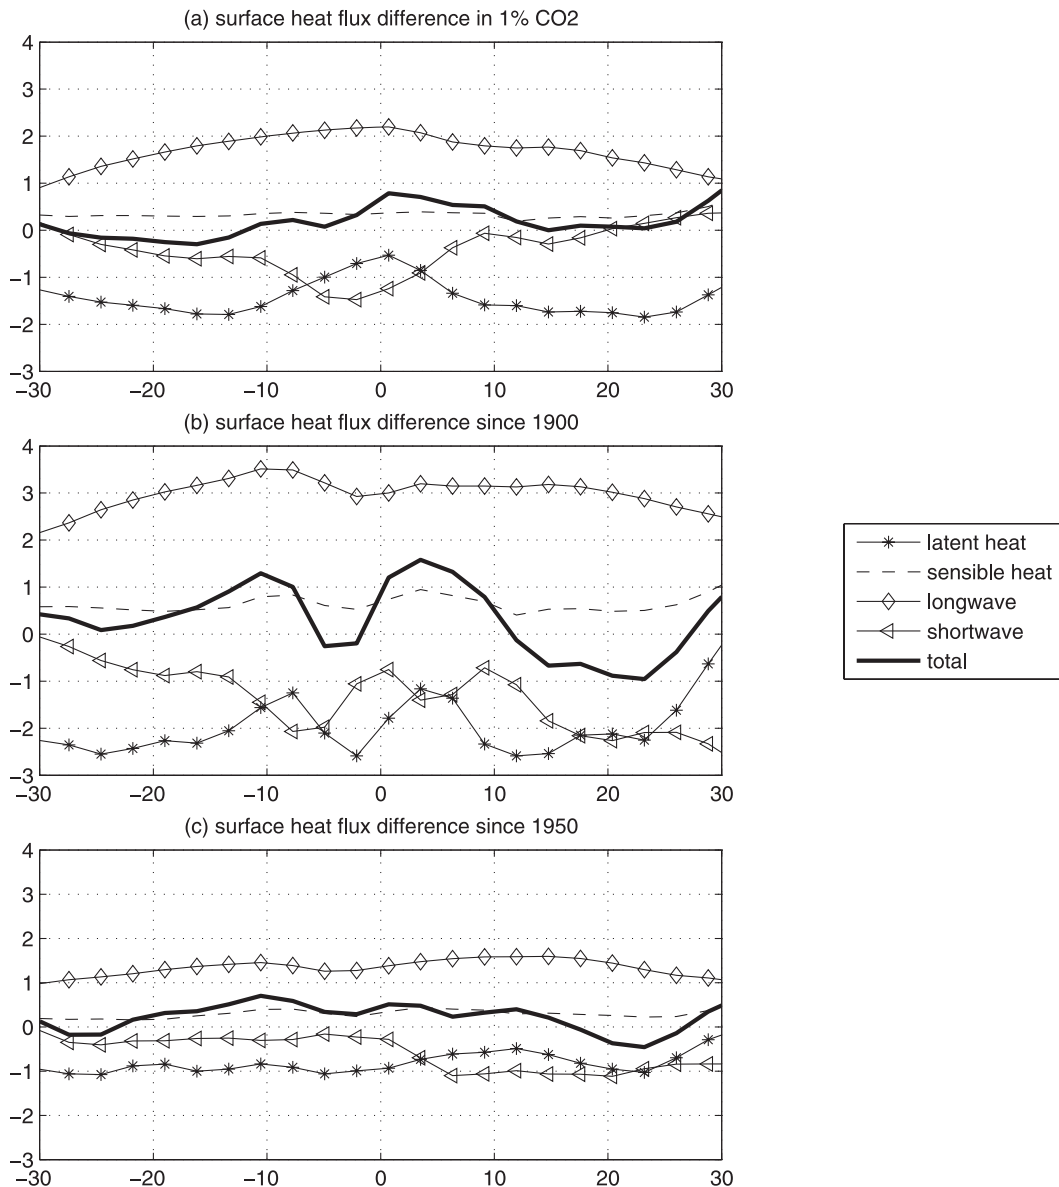 (a) surface heat flux difference in 1% CO2
4
3
2
1
0
−1
−2
−3
−30 −20 −10 0 10 20 30
(b) surface heat flux difference since 1900
4
3
2
1
0
−1
−2
−3
−30 −20 −10 0 10 20 30
latent heat
sensible heat
longwave
shortwave
total
(c) surface heat flux difference since 1950
4
3
2
1
0
−1
−2
−3
−30 −20 −10 0 10 20 30